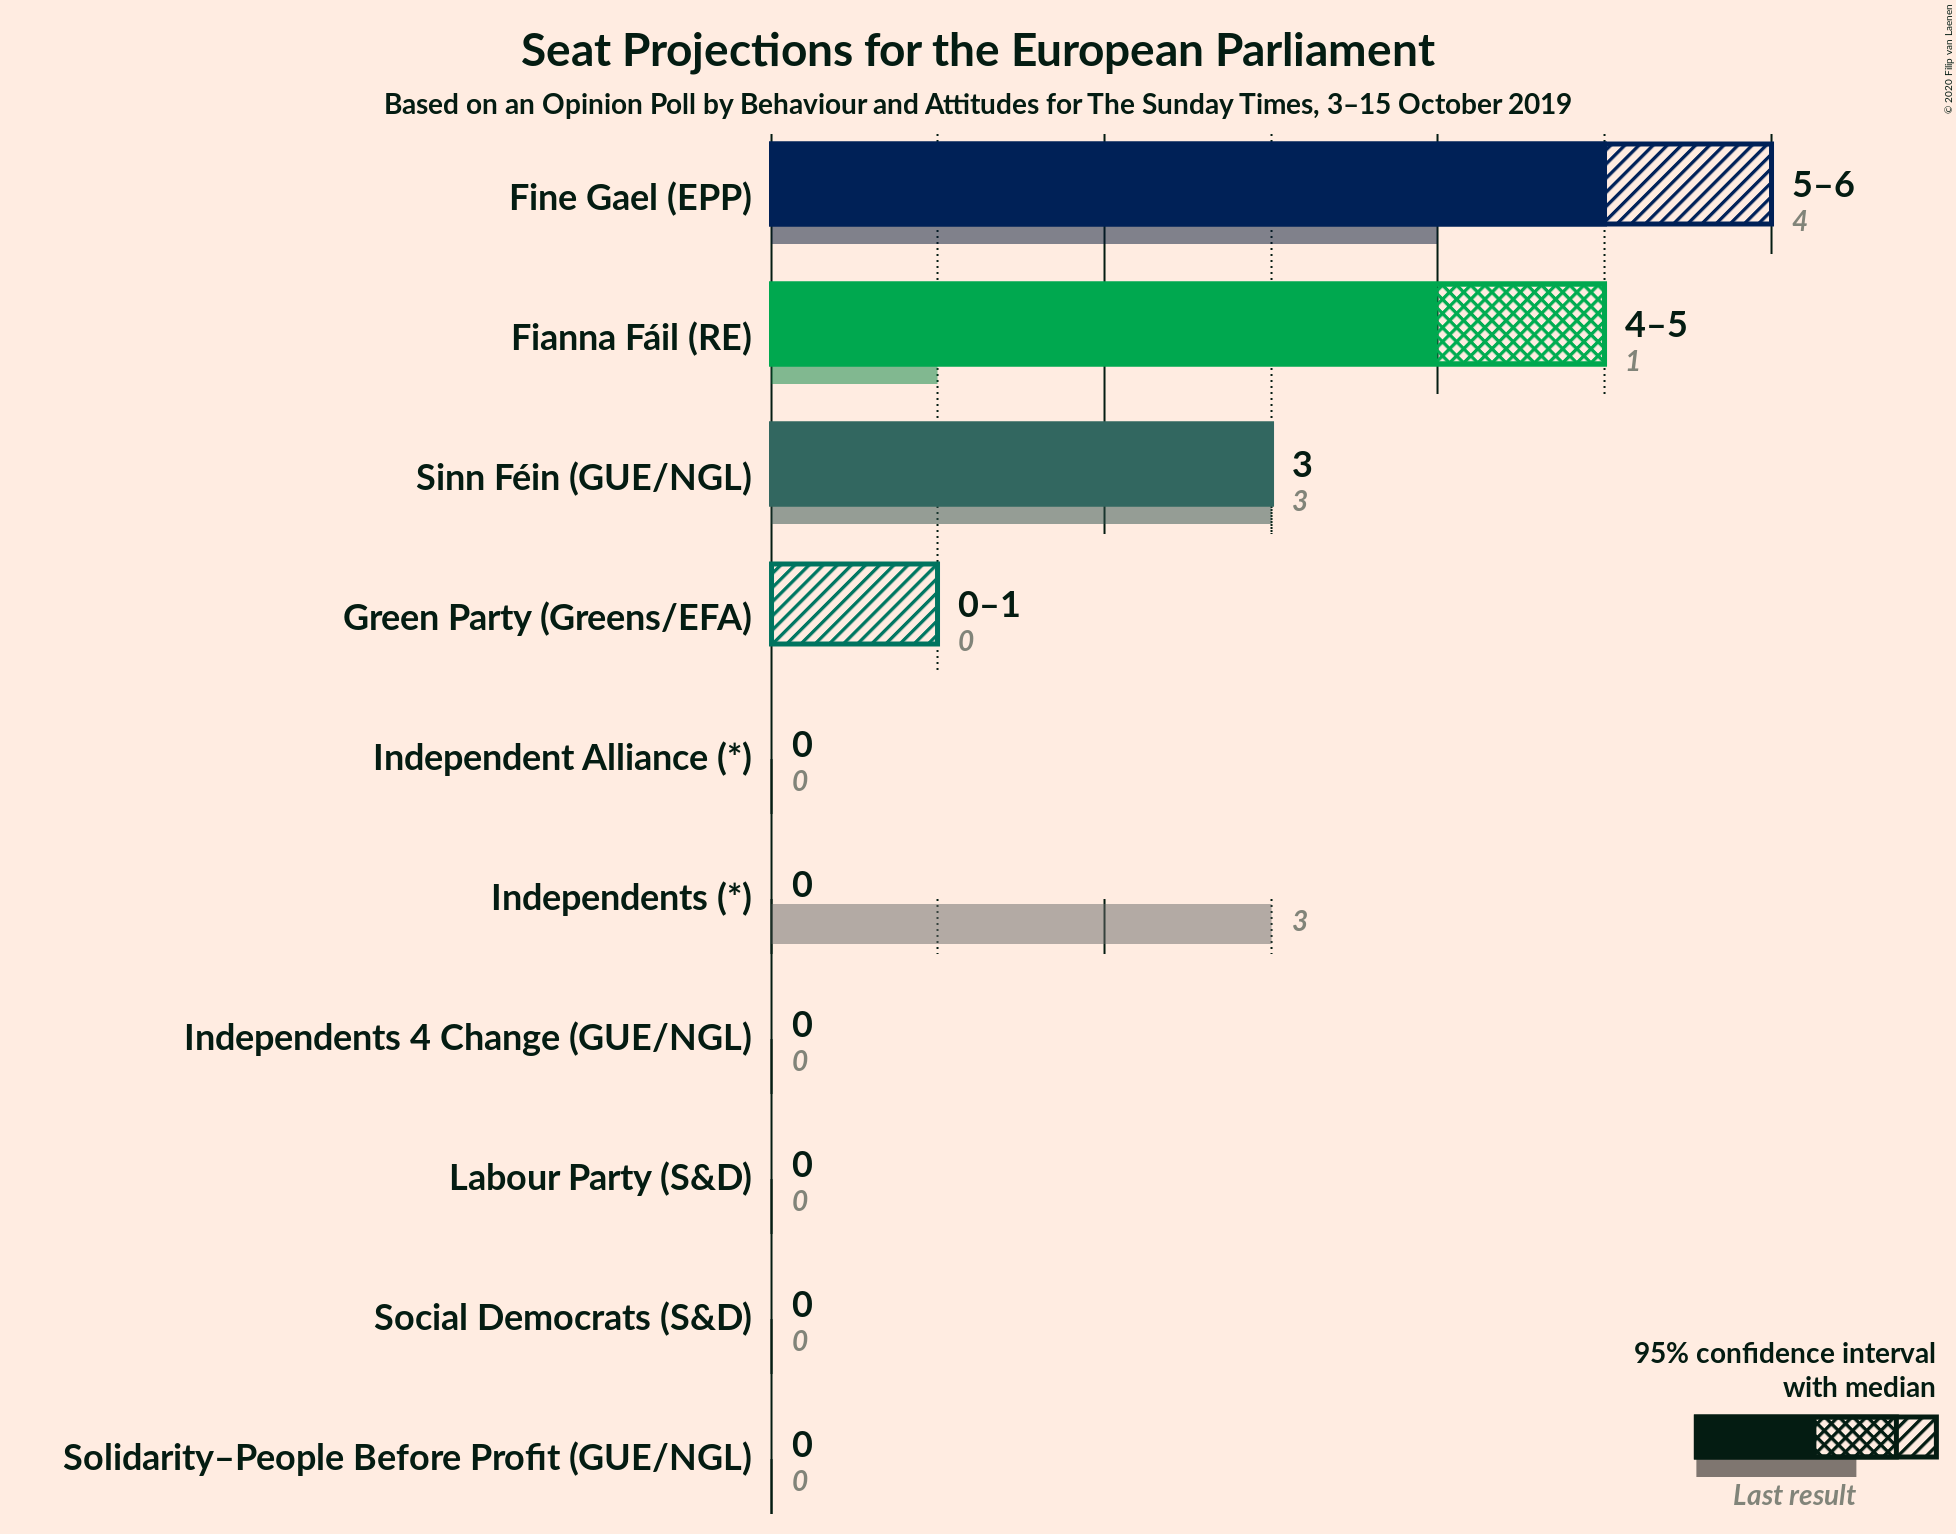 Seat Projections for the European Parliament
Based on an Opinion Poll by Behaviour and Attitudes for The Sunday Times, 3–15 October 2019
© 2020 Filip van Laenen
Fine Gael (EPP)
5–6
4
Fianna Fáil (RE)
4–5
1
Sinn Féin (GUE/NGL)
3
3
Green Party (Greens/EFA)
0–1
0
Independent Alliance (*)
0
0
Independents (*)
0
3
Independents 4 Change (GUE/NGL)
0
0
Labour Party (S&D)
0
0
Social Democrats (S&D)
0
0
Solidarity–People Before Profit (GUE/NGL)
0
0
95% confidence interval
with median
Last result